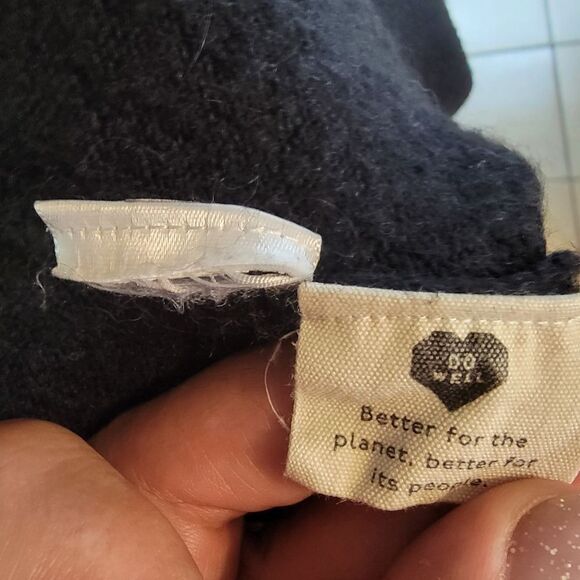 DO
WELL
Better for the
planet, better for
its people.